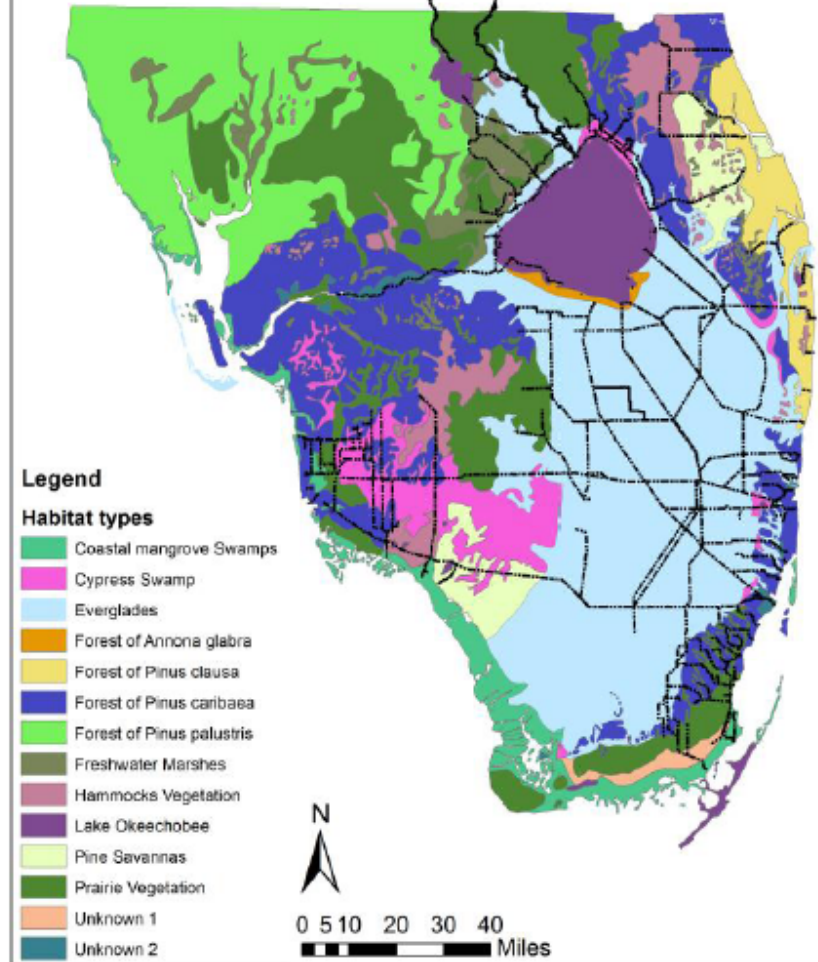 Legend
Habitat types
Coastal mangrove Swamps
Cypress Swamp
Everglades
Forest of Annona glabra
Forest of Pinus clausa
Forest of Pinus caribaea
Forest of Pinus palustris
Freshwater Marshes
Hammocks Vegetation
Lake Okeechobee
Pine Savannas
Prairie Vegetation
Unknown 1
Unknown 2
N
0 5 10 20 30 40
Miles